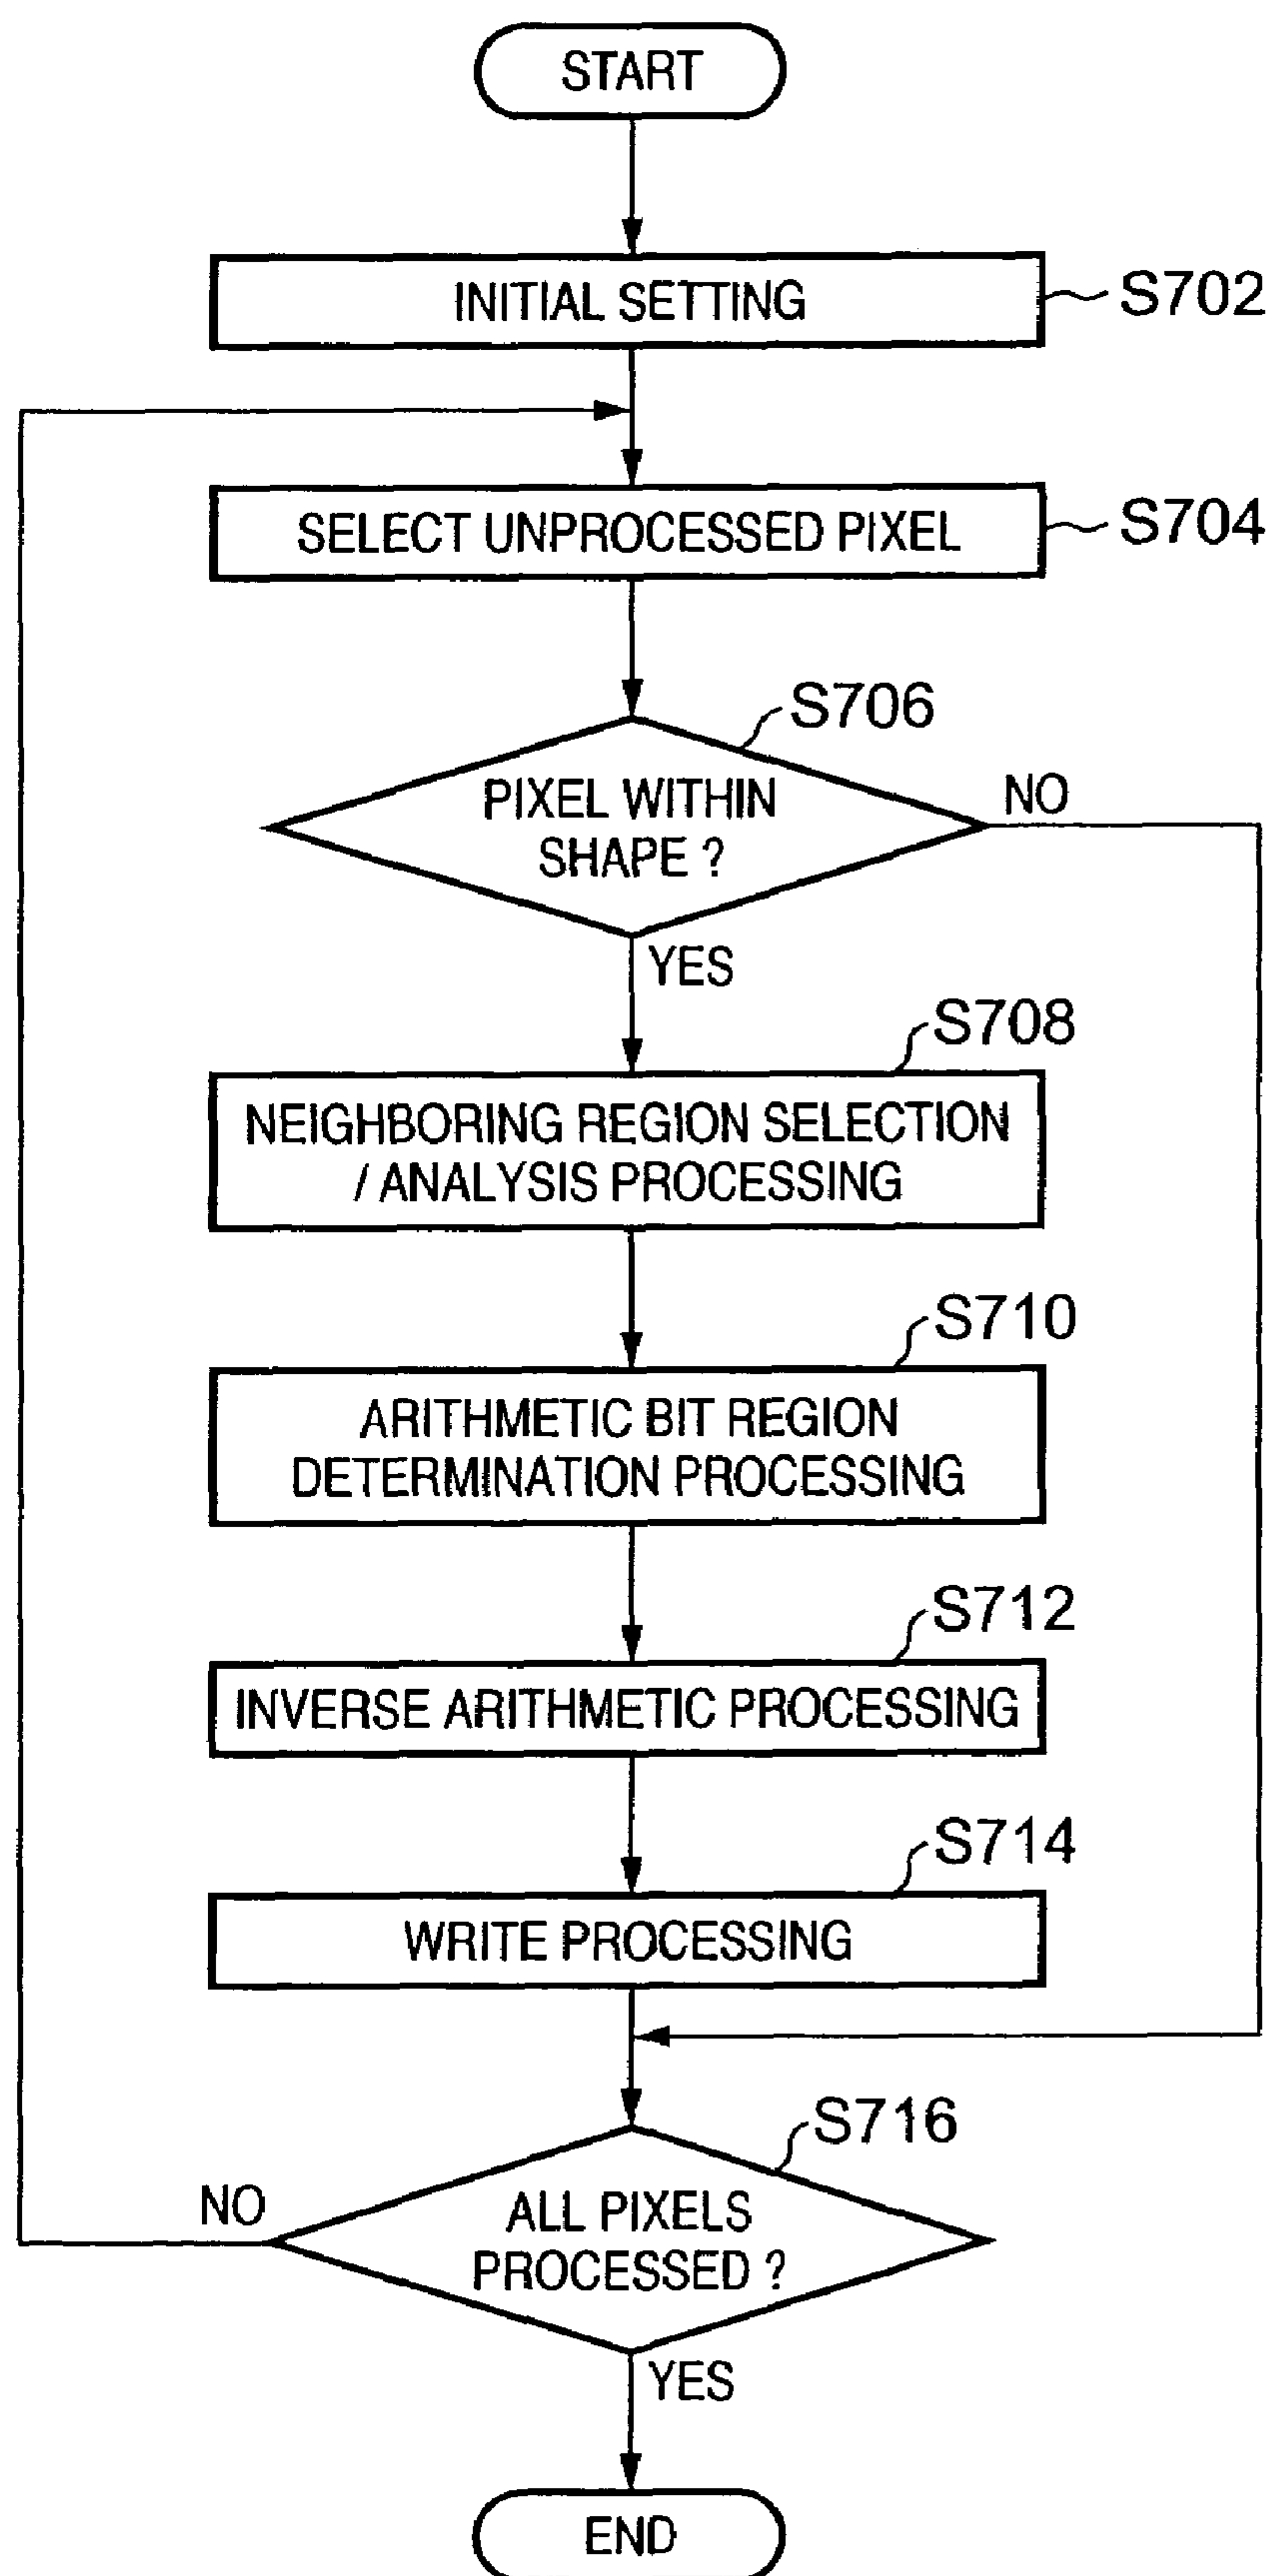 START
INITIAL SETTING
S702
SELECT UNPROCESSED PIXEL
S704
S706
PIXEL WITHIN
SHAPE ?
NO
YES
S708
NEIGHBORING REGION SELECTION
/ ANALYSIS PROCESSING
S710
ARITHMETIC BIT REGION
DETERMINATION PROCESSING
S712
INVERSE ARITHMETIC PROCESSING
S714
WRITE PROCESSING
S716
NO
ALL PIXELS
PROCESSED ?
YES
END